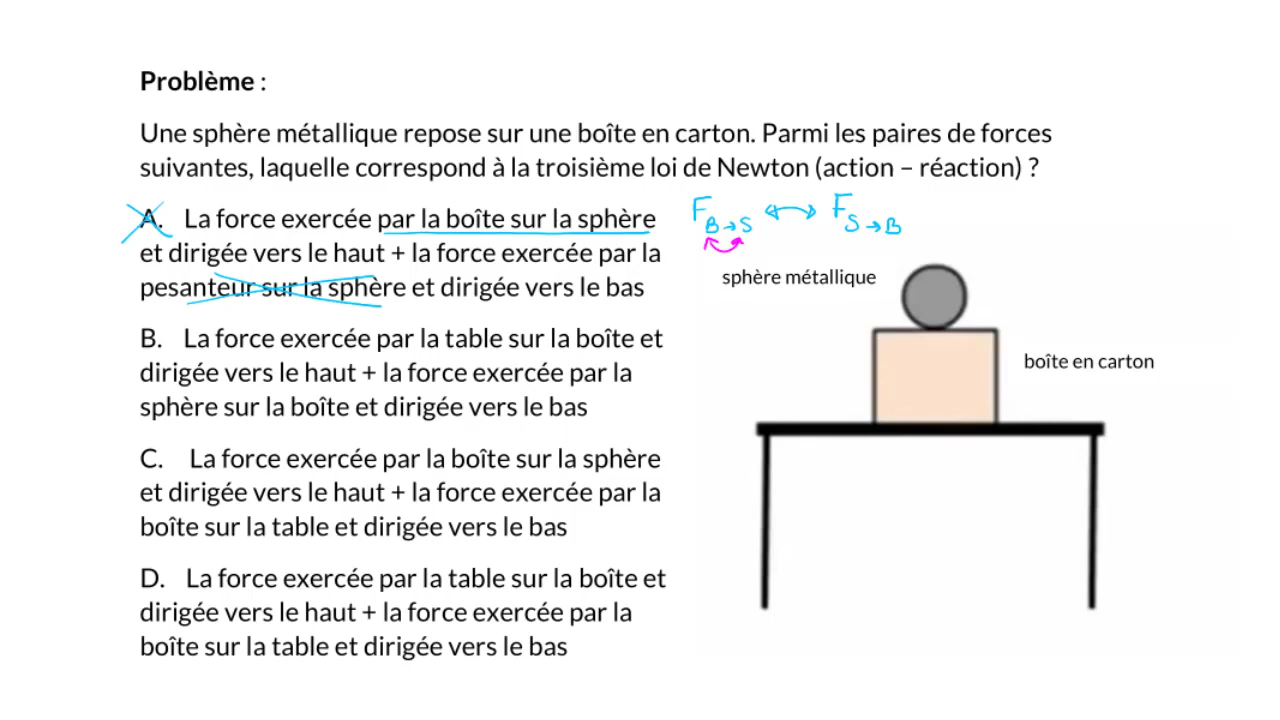 Problème :
Une sphère métallique repose sur une boîte en carton. Parmi les paires de forces
suivantes, laquelle correspond à la troisième loi de Newton (action – réaction) ?
A. La force exercée par la boîte sur la sphère
et dirigée vers le haut + la force exercée par la
pesanteur sur la sphère et dirigée vers le bas
F B→S ↔ F S→B
sphère métallique
boîte en carton
B. La force exercée par la table sur la boîte et
dirigée vers le haut + la force exercée par la
sphère sur la boîte et dirigée vers le bas
C. La force exercée par la boîte sur la sphère
et dirigée vers le haut + la force exercée par la
boîte sur la table et dirigée vers le bas
D. La force exercée par la table sur la boîte et
dirigée vers le haut + la force exercée par la
boîte sur la table et dirigée vers le bas